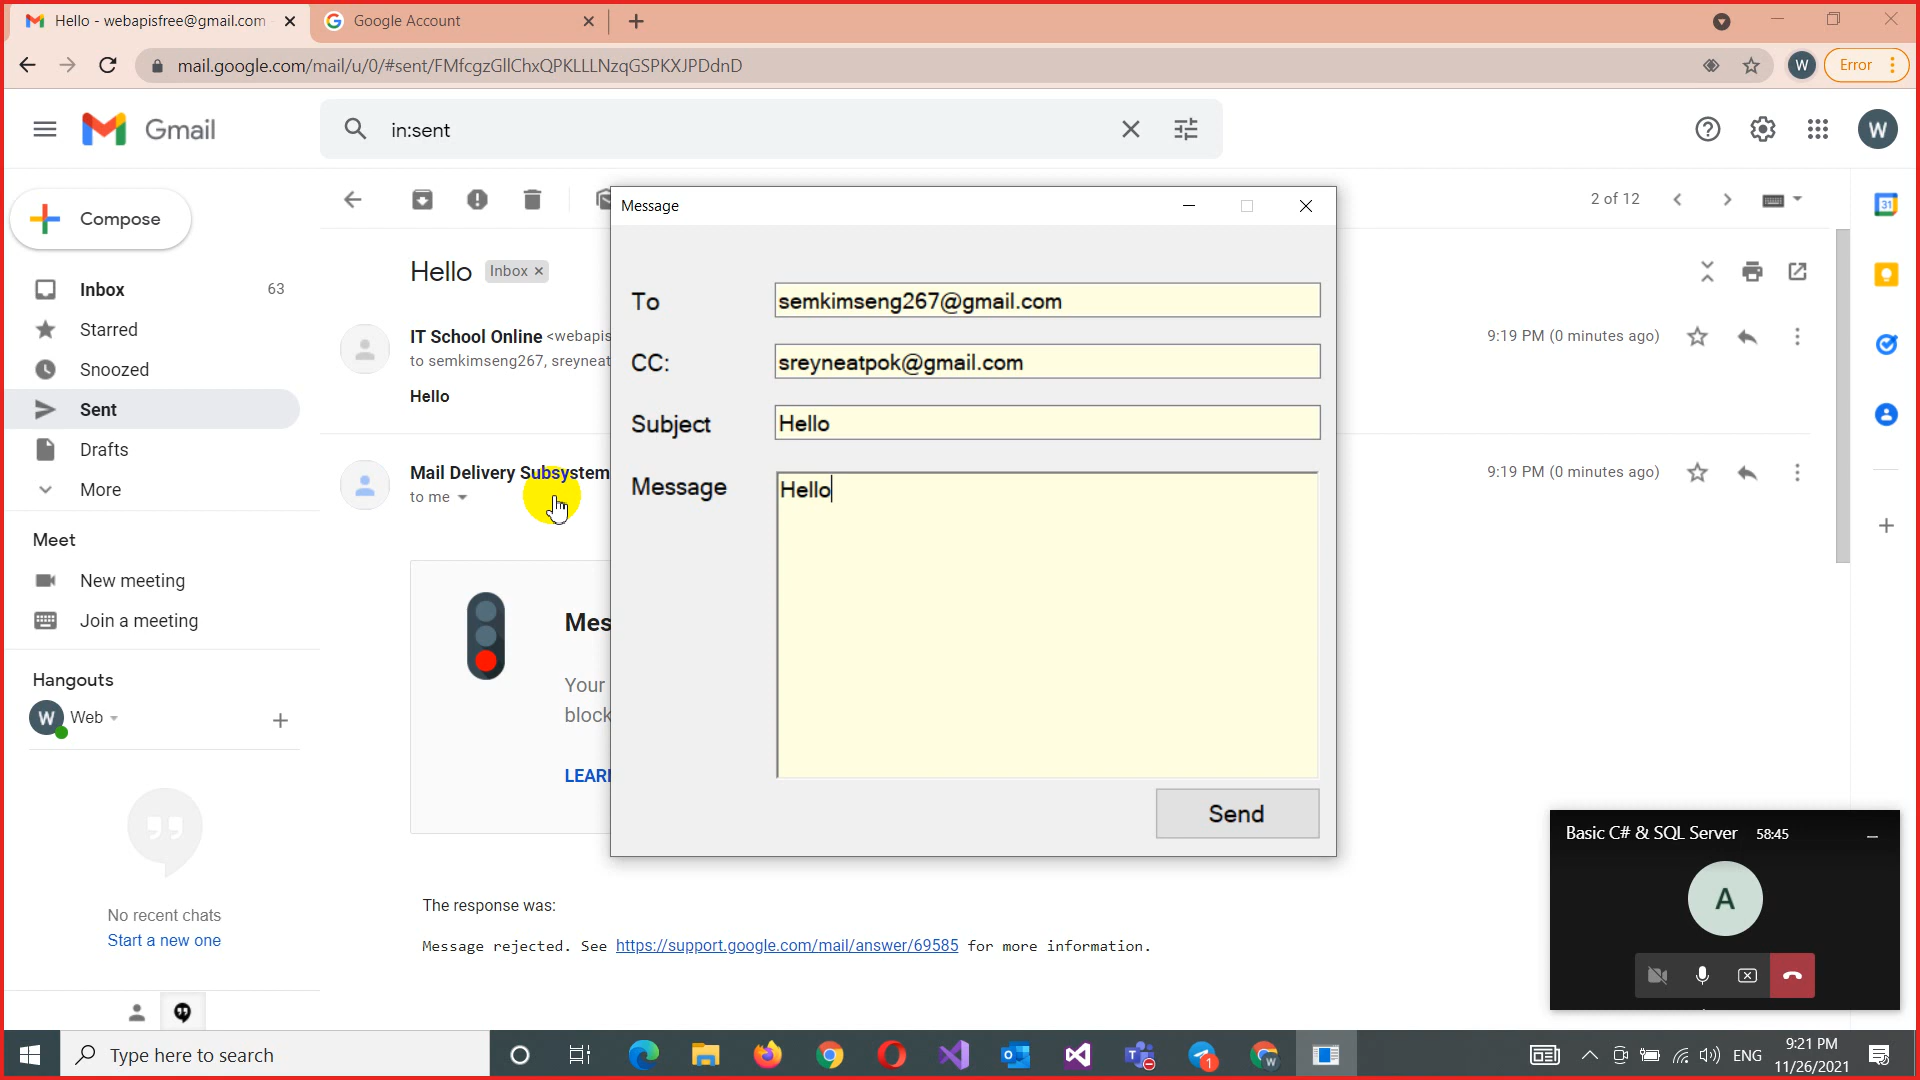 Hello - webapisfree@gmail.com
Google Account
mail.google.com/mail/u/0/#sent/FMfcgzGllChxQPKLLLNzqGSPKXJPDdnD
W
Error
Gmail
in:sent
W
Compose
2 of 12
Message
Inbox 63
Starred
Snoozed
Sent
Drafts
More
Meet
New meeting
Join a meeting
Hangouts
W Web
No recent chats
Start a new one
Hello Inbox
IT School Online <webapis
9:19 PM (0 minutes ago)
to semkimseng267, sreyneat
Hello
Mail Delivery Subsystem
9:19 PM (0 minutes ago)
to me
Mes
Your
block
LEARN
The response was:
Message rejected. See https://support.google.com/mail/answer/69585 for more information.
To semkimseng267@gmail.com
CC: sreyneatpok@gmail.com
Subject Hello
Message Hello
Send
31
Basic C# & SQL Server 58:45
A
Type here to search
1
W
ENG
9:21 PM
11/26/2021